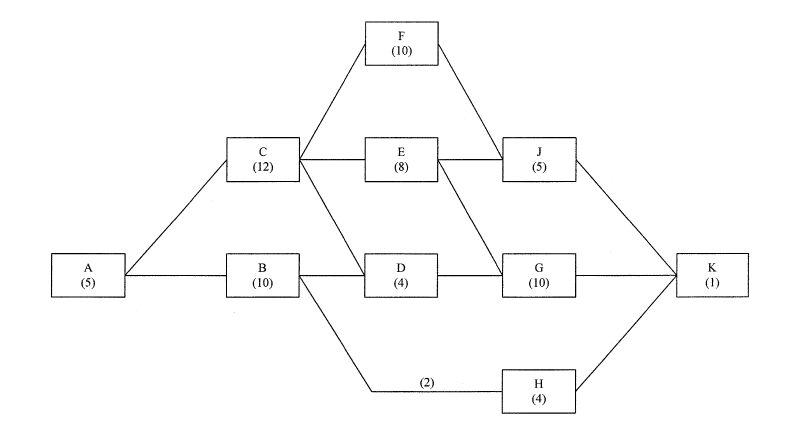 F
(10)
C
(12)
E
(8)
J
(5)
A
(5)
B
(10)
D
(4)
G
(10)
K
(1)
(2)
H
(4)